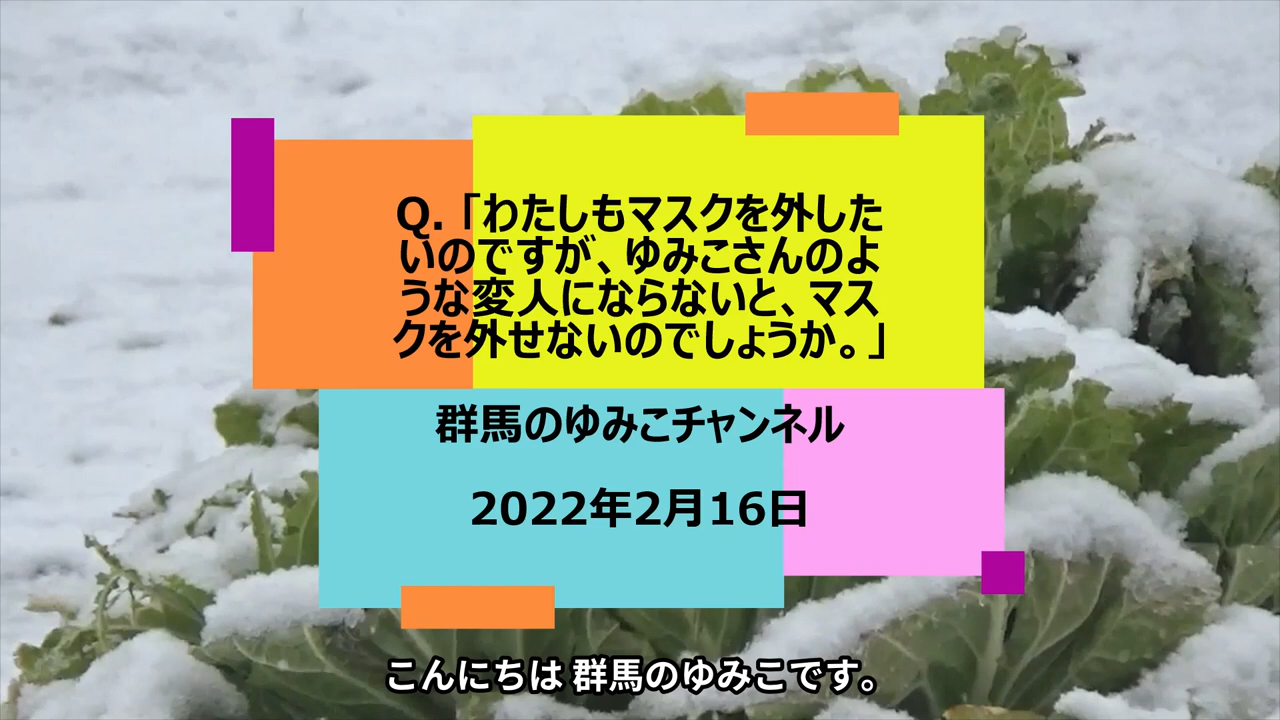 Q.「わたしもマスクを外した
いのですが、ゆみこさんのよ
うな変人にならないと、マス
クを外せないのでしょうか。」
群馬のゆみこチャンネル
2022年2月16日
こんにちは 群馬のゆみこです。